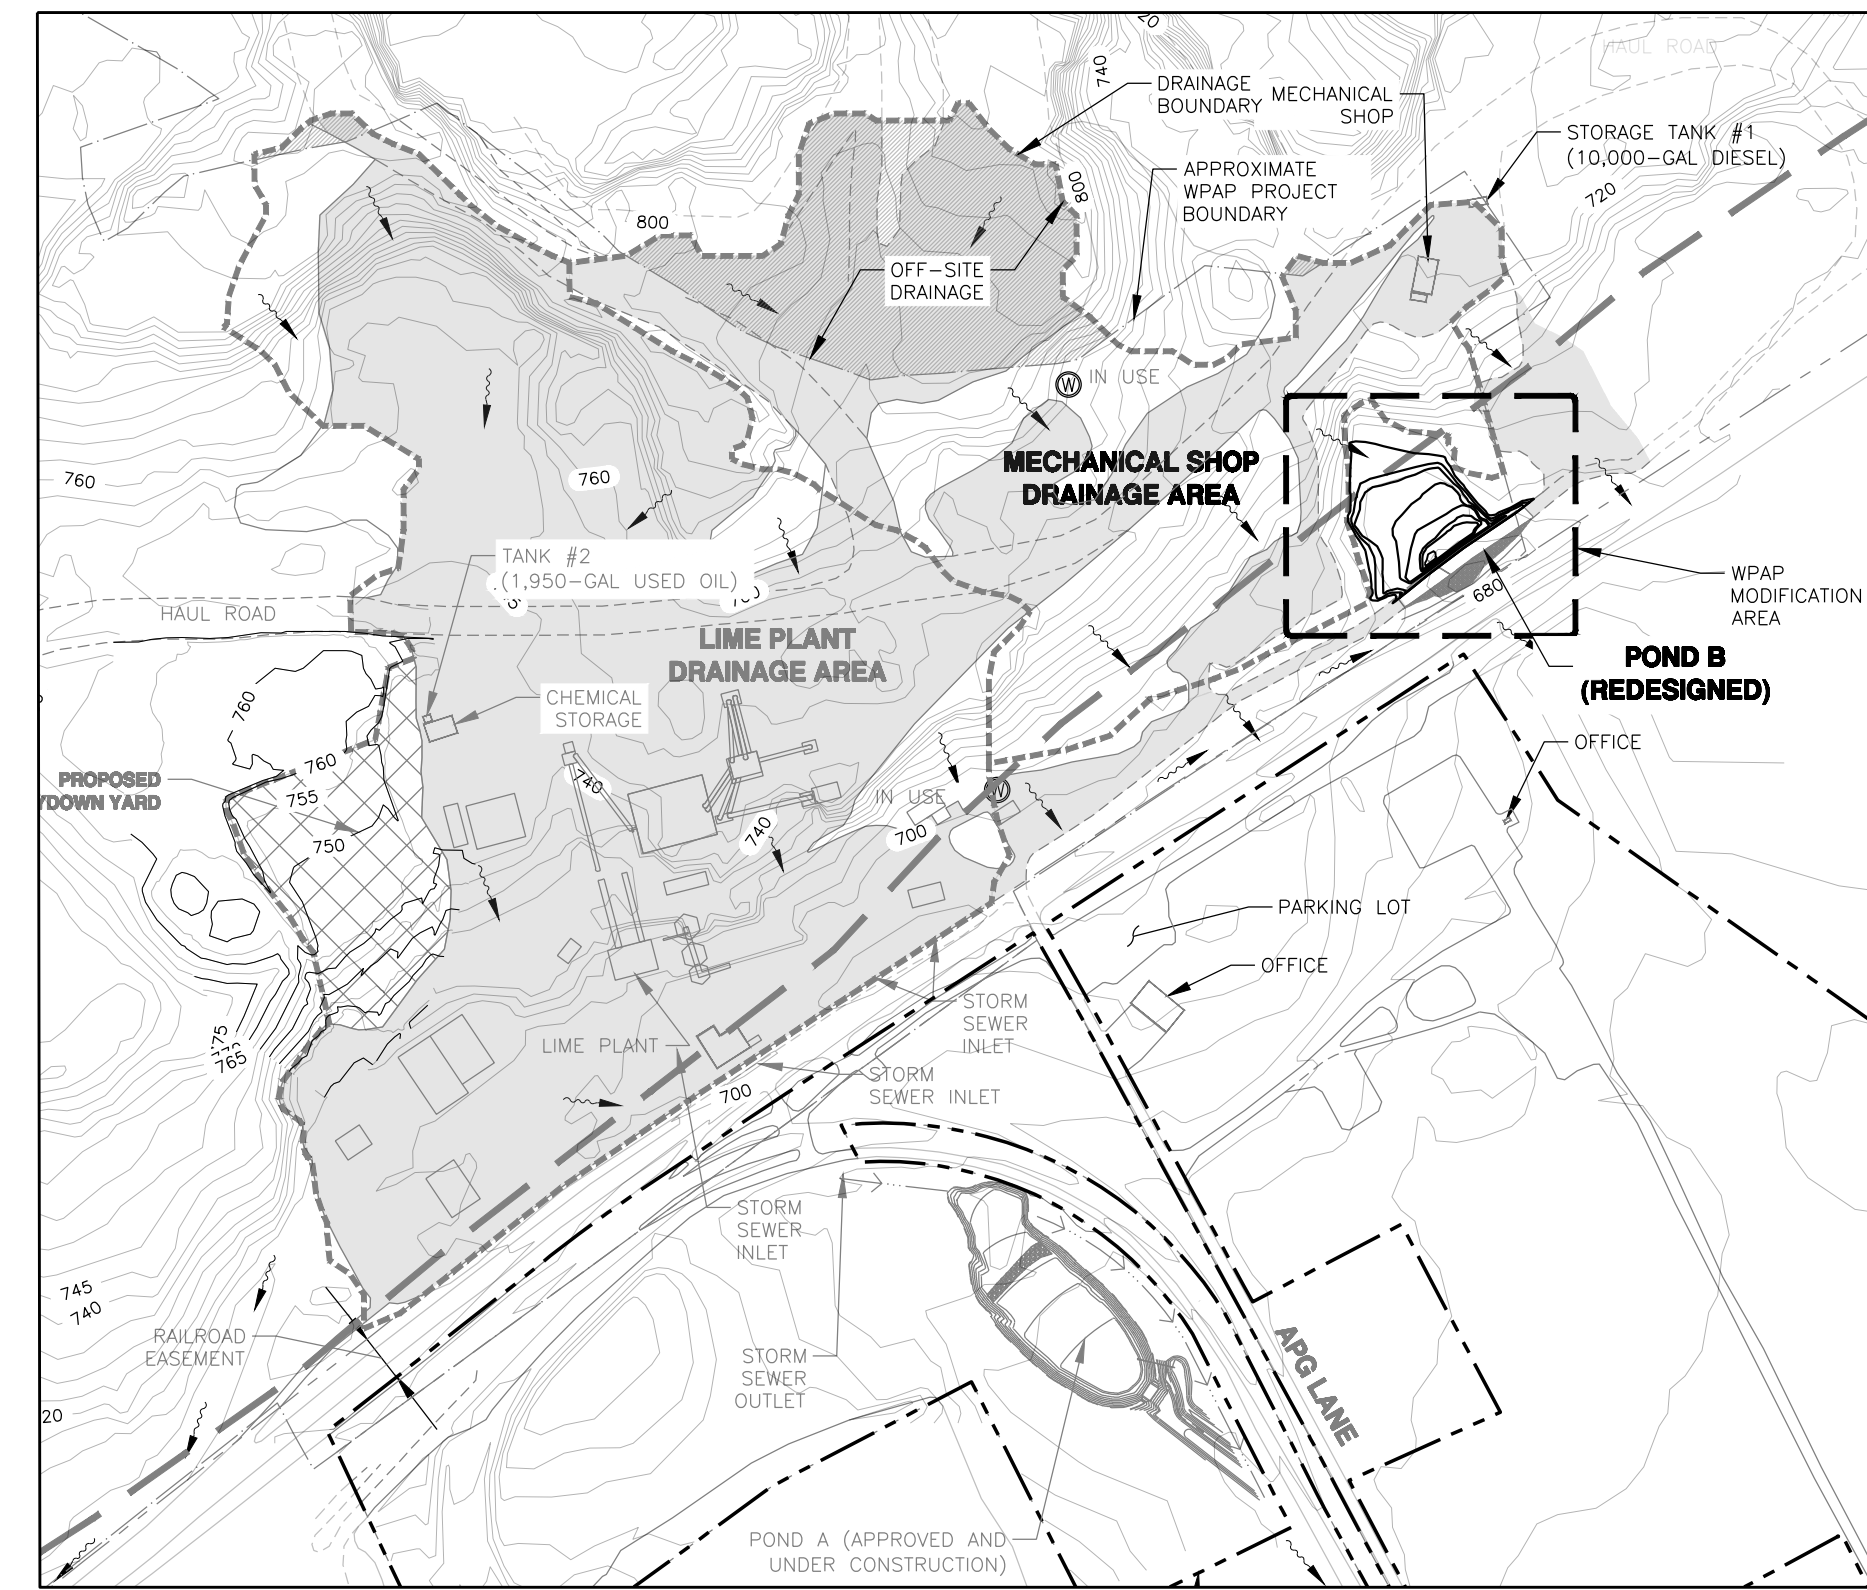 20
740
HAUL ROAD
DRAINAGE
BOUNDARY
MECHANICAL
SHOP
STORAGE TANK #1
(10,000-GAL DIESEL)
APPROXIMATE
WPAP PROJECT
BOUNDARY
800
800
720
OFF-SITE
DRAINAGE
W
IN USE
MECHANICAL SHOP
DRAINAGE AREA
760
760
TANK #2
(1,950-GAL USED OIL)
HAUL ROAD
LIME PLANT
DRAINAGE AREA
680
WPAP
MODIFICATION
AREA
POND B
(REDESIGNED)
CHEMICAL
STORAGE
760
760
PROPOSED
YDOWN YARD
755
750
740
740
IN USE
W
700
OFFICE
PARKING LOT
OFFICE
STORM
SEWER
INLET
LIME PLANT
STORM
SEWER INLET
700
775
770
765
STORM
SEWER
INLET
745
740
RAILROAD
EASEMENT
STORM
SEWER
OUTLET
APG LANE
20
POND A (APPROVED AND
UNDER CONSTRUCTION)